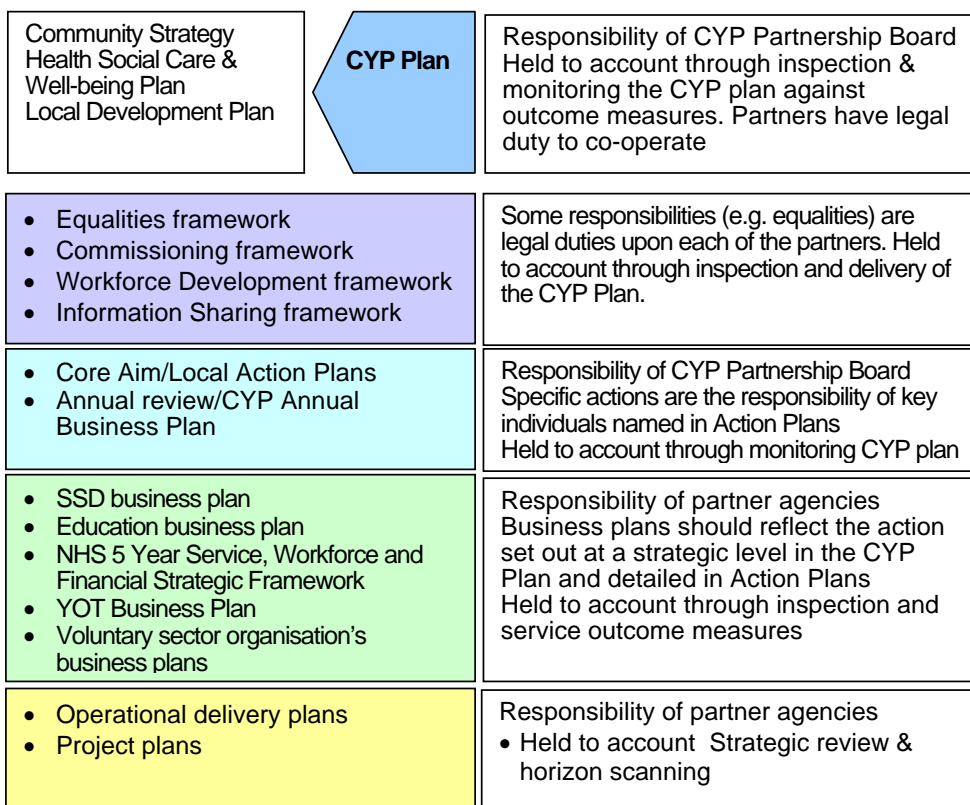 Community Strategy
Health Social Care &
Well-being Plan
Local Development Plan
CYP Plan
Responsibility of CYP Partnership Board
Held to account through inspection &
monitoring the CYP plan against
outcome measures. Partners have legal
duty to co-operate
• Equalities framework
• Commissioning framework
• Workforce Development framework
• Information Sharing framework
Some responsibilities (e.g. equalities) are
legal duties upon each of the partners. Held
to account through inspection and delivery of
the CYP Plan.
• Core Aim/Local Action Plans
• Annual review/CYP Annual
Business Plan
Responsibility of CYP Partnership Board
Specific actions are the responsibility of key
individuals named in Action Plans
Held to account through monitoring CYP plan
• SSD business plan
• Education business plan
• NHS 5 Year Service, Workforce and
Financial Strategic Framework
• YOT Business Plan
• Voluntary sector organisation's
business plans
Responsibility of partner agencies
Business plans should reflect the action
set out at a strategic level in the CYP
Plan and detailed in Action Plans
Held to account through inspection and
service outcome measures
• Operational delivery plans
• Project plans
Responsibility of partner agencies
• Held to account  Strategic review &
horizon scanning